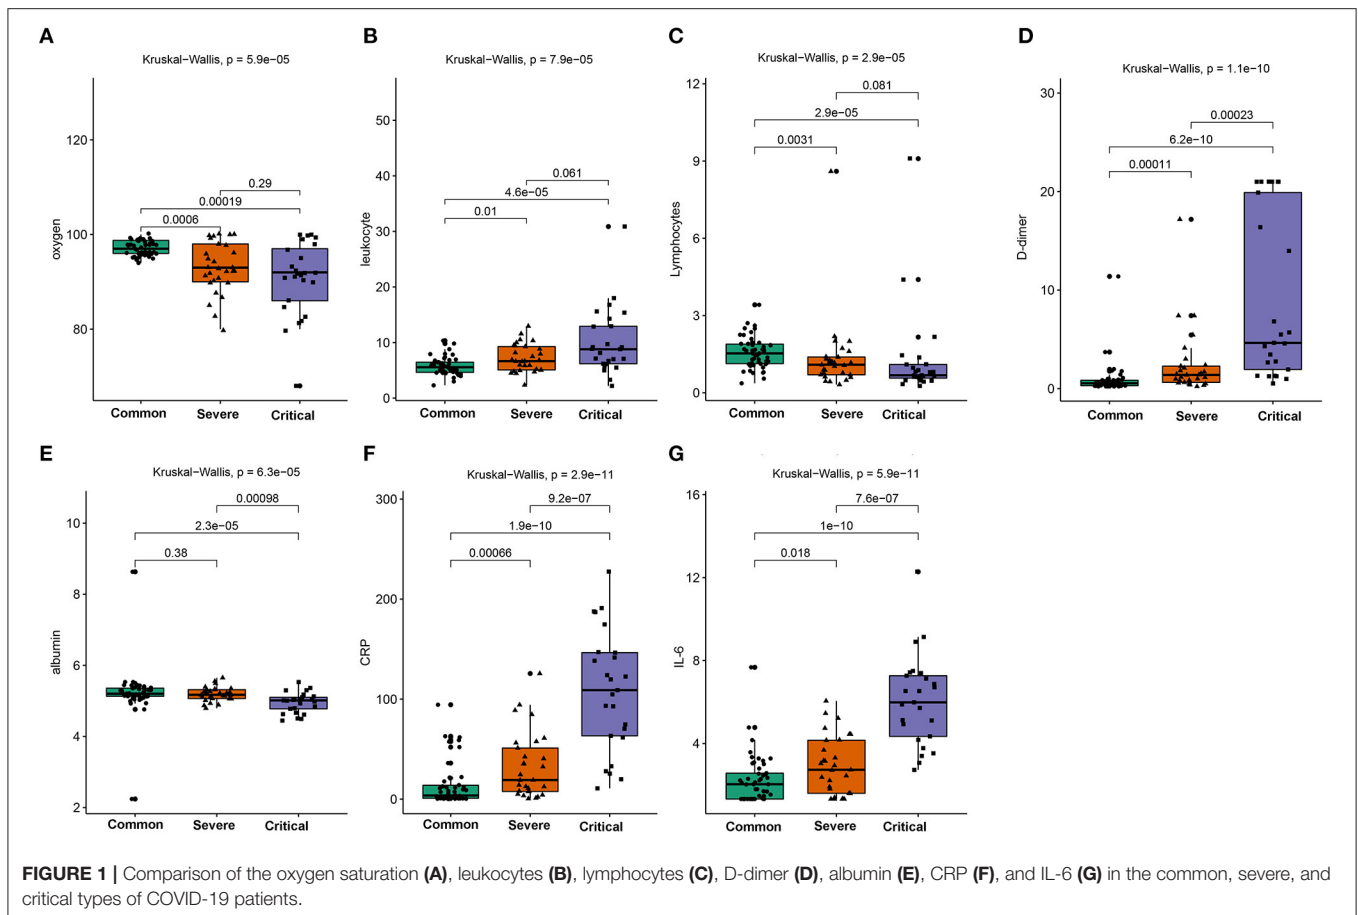 A
Kruskal−Wallis, p = 5.9e−05
oxygen
120
100
80
0.29
0.00019
0.0006
Common Severe Critical
B
Kruskal−Wallis, p = 7.9e−05
leukocyte
50
40
30
20
10
0
0.061
4.6e−05
0.01
Common Severe Critical
C
Kruskal−Wallis, p = 2.9e−05
Lymphocytes
12
9
6
3
0
0.081
2.9e−05
0.0031
Common Severe Critical
D
Kruskal−Wallis, p = 1.1e−10
D-dimer
30
20
10
0
0.00023
6.2e−10
0.00011
Common Severe Critical
E
Kruskal−Wallis, p = 6.3e−05
albumin
10
8
6
4
2
0.00098
2.3e−05
0.38
Common Severe Critical
F
Kruskal−Wallis, p = 2.9e−11
CRP
300
200
100
0
9.2e−07
1.9e−10
0.00066
Common Severe Critical
G
Kruskal−Wallis, p = 5.9e−11
IL-6
16
12
8
4
7.6e−07
1e−10
0.018
Common Severe Critical
FIGURE 1 | Comparison of the oxygen saturation (A), leukocytes (B), lymphocytes (C), D-dimer (D), albumin (E), CRP (F), and IL-6 (G) in the common, severe, and
critical types of COVID-19 patients.